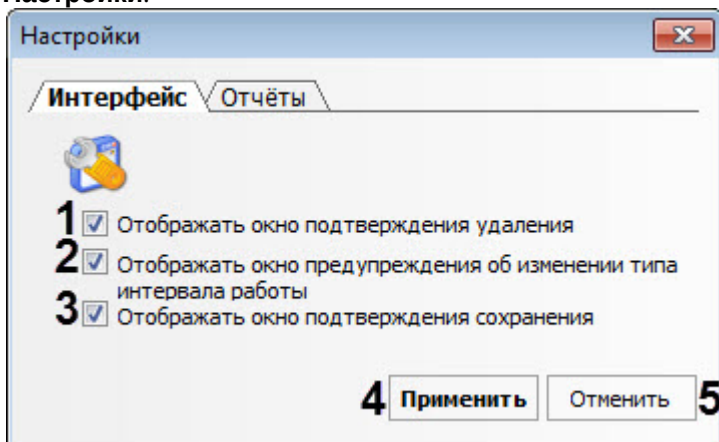 Настройки.
Настройки
Интерфейс Отчёты
1 Отображать окно подтверждения удаления
2 Отображать окно предупреждения об изменении типа
интервала работы
3 Отображать окно подтверждения сохранения
4 Применить Отменить 5